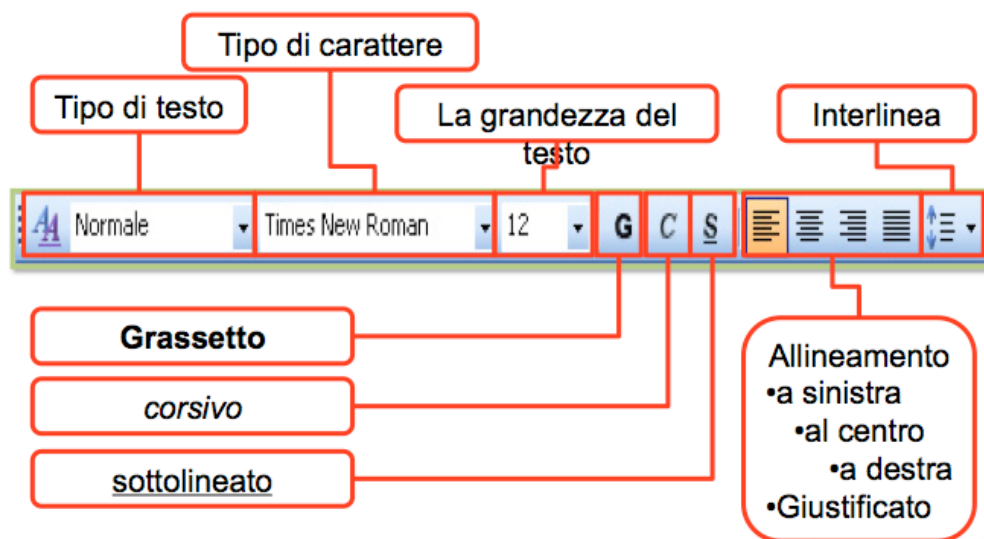 Tipo di carattere
Tipo di testo
La grandezza del
testo
Interlinea
Normale
Times New Roman
12
G
C
S
Grassetto
corsivo
sottolineato
Allineamento
•a sinistra
•al centro
•a destra
•Giustificato